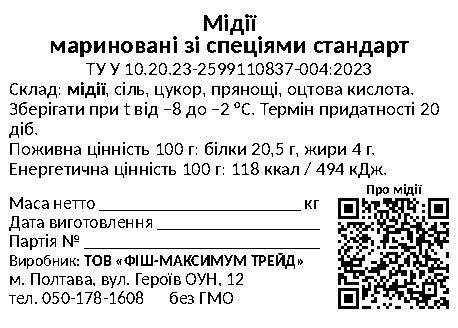 Мідії
мариновані зі спеціями стандарт
ТУ У 10.20.23-2599110837-004:2023
Склад: мідії, сіль, цукор, прянощі, оцтова кислота.
Зберігати при t від –8 до –2 °С. Термін придатності 20
діб.
Поживна цінність 100 г: білки 20,5 г, жири 4 г.
Енергетична цінність 100 г: 118 ккал / 494 кДж.
Про мідії
Маса нетто ________________________ кг
Дата виготовлення ___________________
Партія № ____________________________
Виробник: ТОВ «ФІШ-МАКСИМУМ ТРЕЙД»
м. Полтава, вул. Героїв ОУН, 12
тел. 050-178-1608 без ГМО